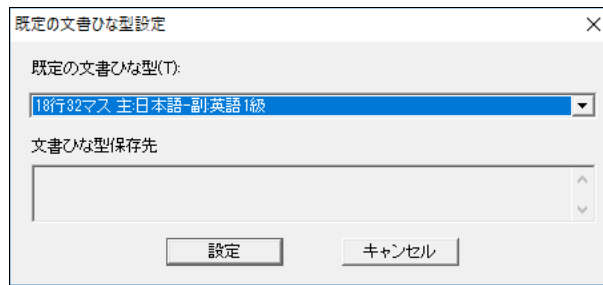 既定の文書ひな型設定
既定の文書ひな型(T):
18行32マス 主:日本語-副:英語1級
文書ひな型保存先
設定
キャンセル